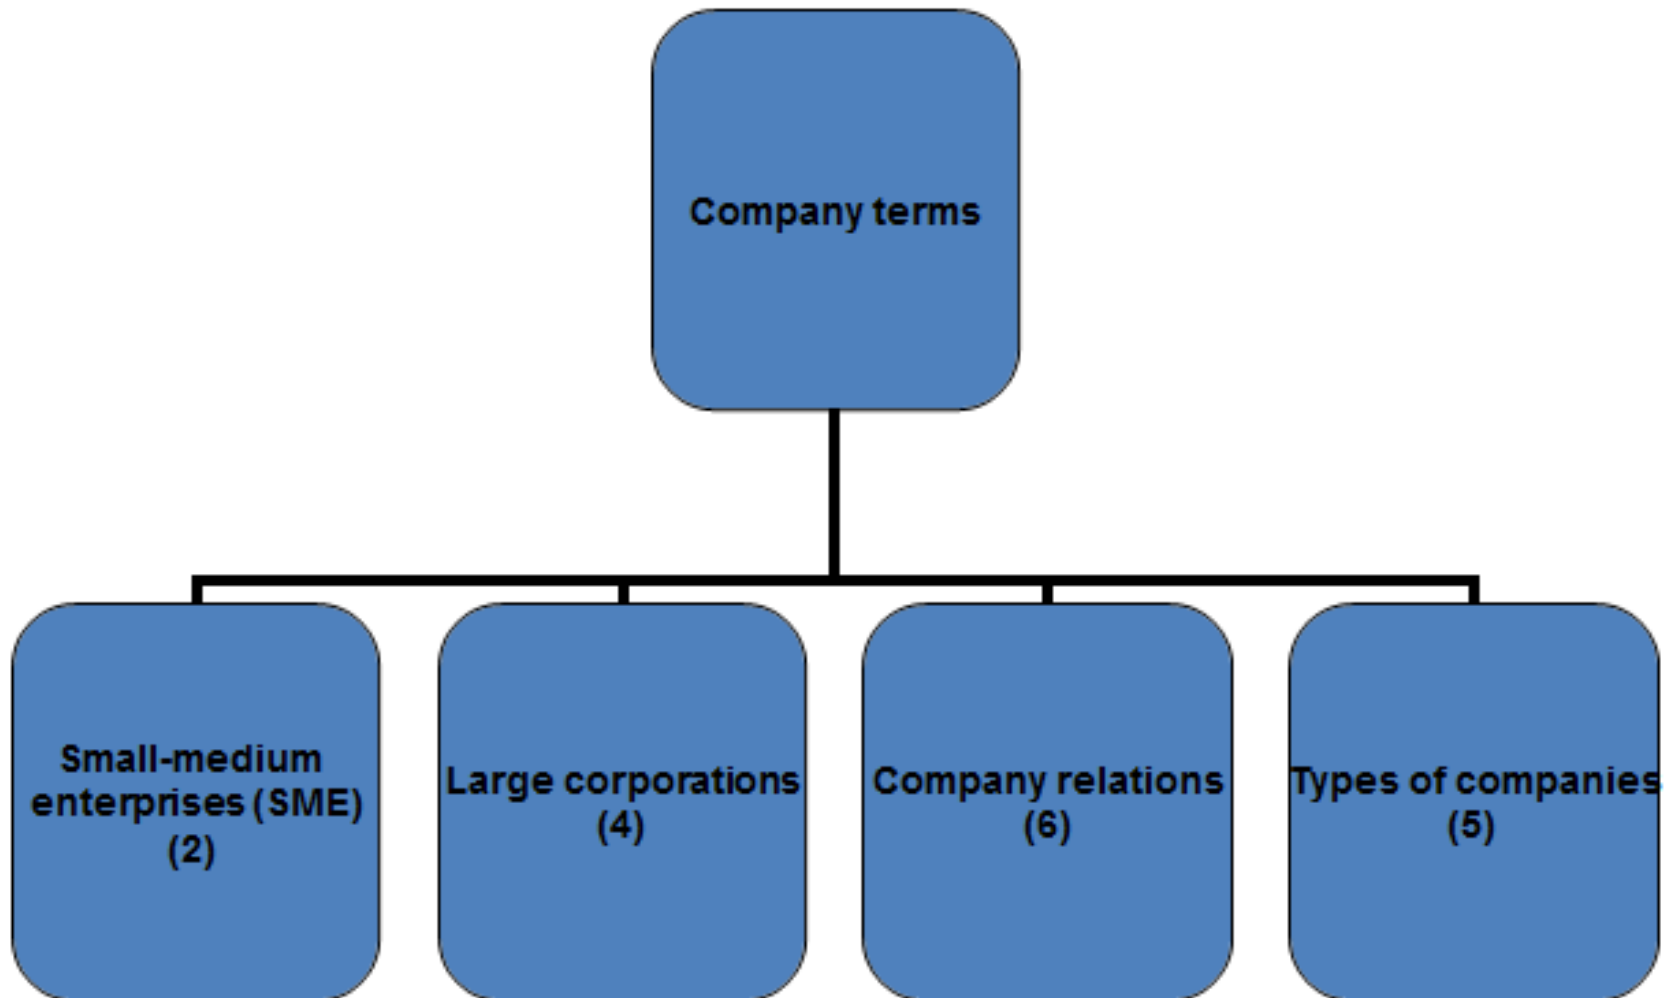 Company terms
Small-medium
enterprises (SME)
(2)
Large corporations
(4)
Company relations
(6)
Types of companies
(5)